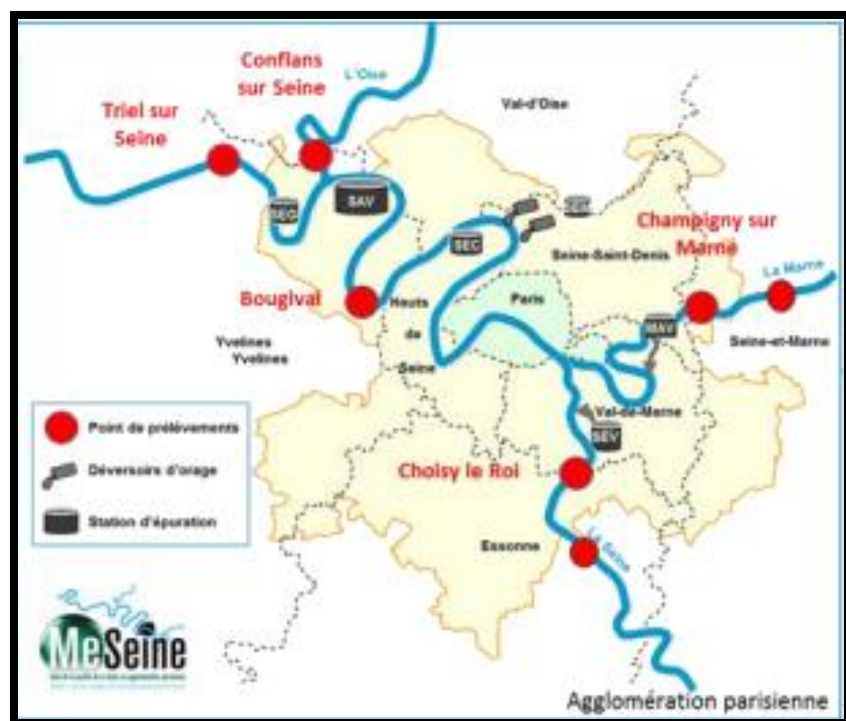 Conflans
sur Seine
L'Oise
Triel sur
Seine
Val-d'Oise
SAV
SEG
SEC
Champigny sur
Marne
Seine-Saint-Denis
La Marne
Bougival
Hauts
de
Seine
Paris
MAV
Seine-et-Marne
Yvelines
Yvelines
Val-de-Marne
SEV
Point de prélèvements
Choisy le Roi
Déversoirs d'orage
Station d'épuration
Essonne
La Seine
MeSeine
Agglomération parisienne